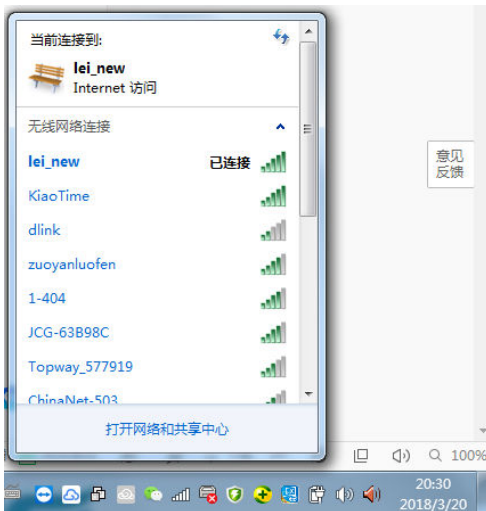 当前连接到:
lei_new
Internet 访问
无线网络连接
lei_new 已连接
KiaoTime
dlink
zuoyanluofen
1-404
JCG-63B98C
Topway_577919
ChinaNet-503
打开网络和共享中心
意见
反馈
100%
20:30
2018/3/20